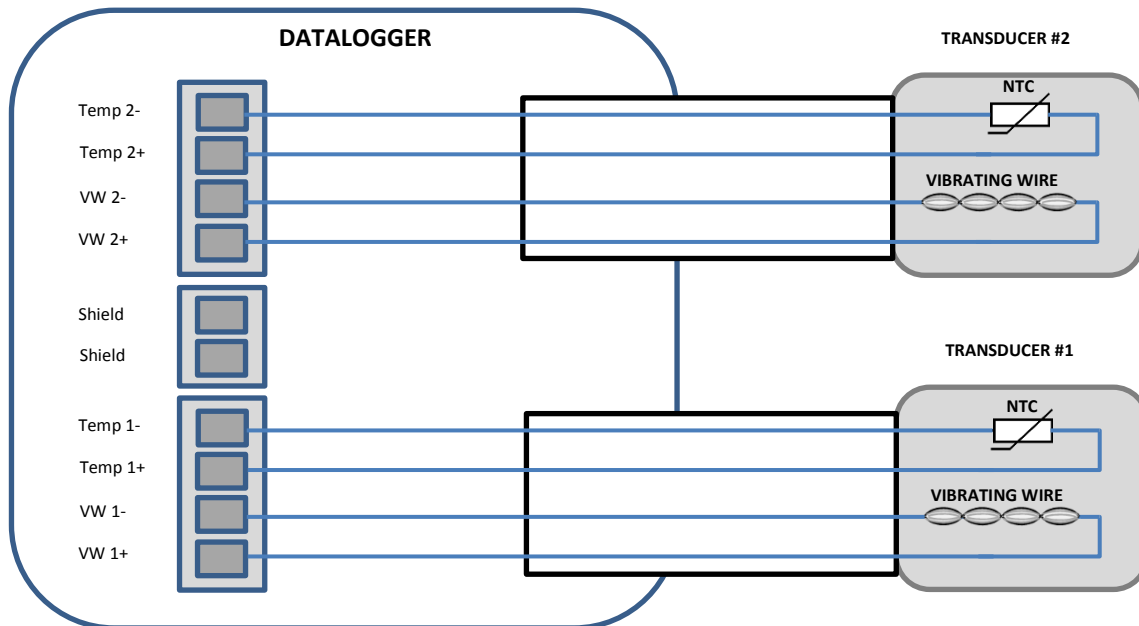 DATALOGGER
TRANSDUCER #2
Temp 2-
NTC
Temp 2+
VW 2-
VIBRATING WIRE
VW 2+
Shield
Shield
TRANSDUCER #1
Temp 1-
NTC
Temp 1+
VW 1-
VIBRATING WIRE
VW 1+